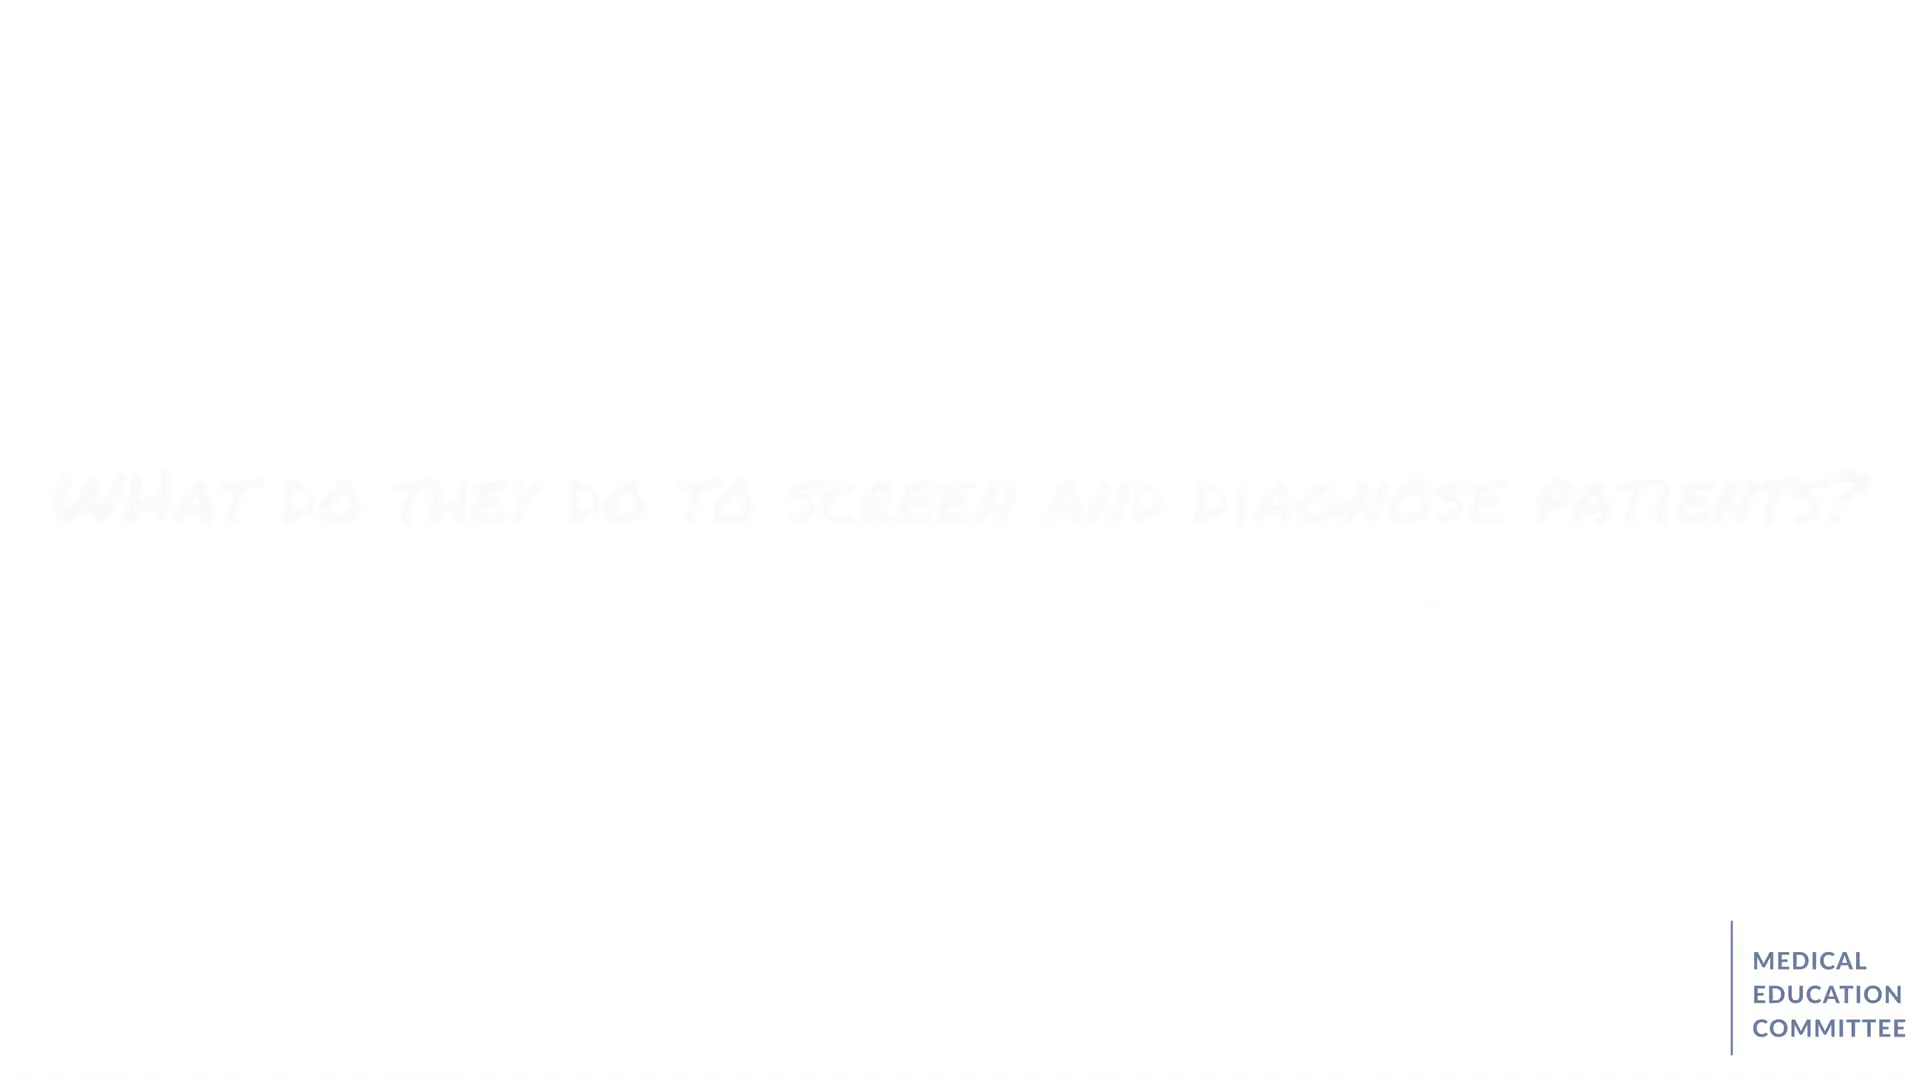 WHAT DO THEY DO TO SCREEN AND DIAGNOSE PATIENTS?
MEDICAL
EDUCATION
COMMITTEE